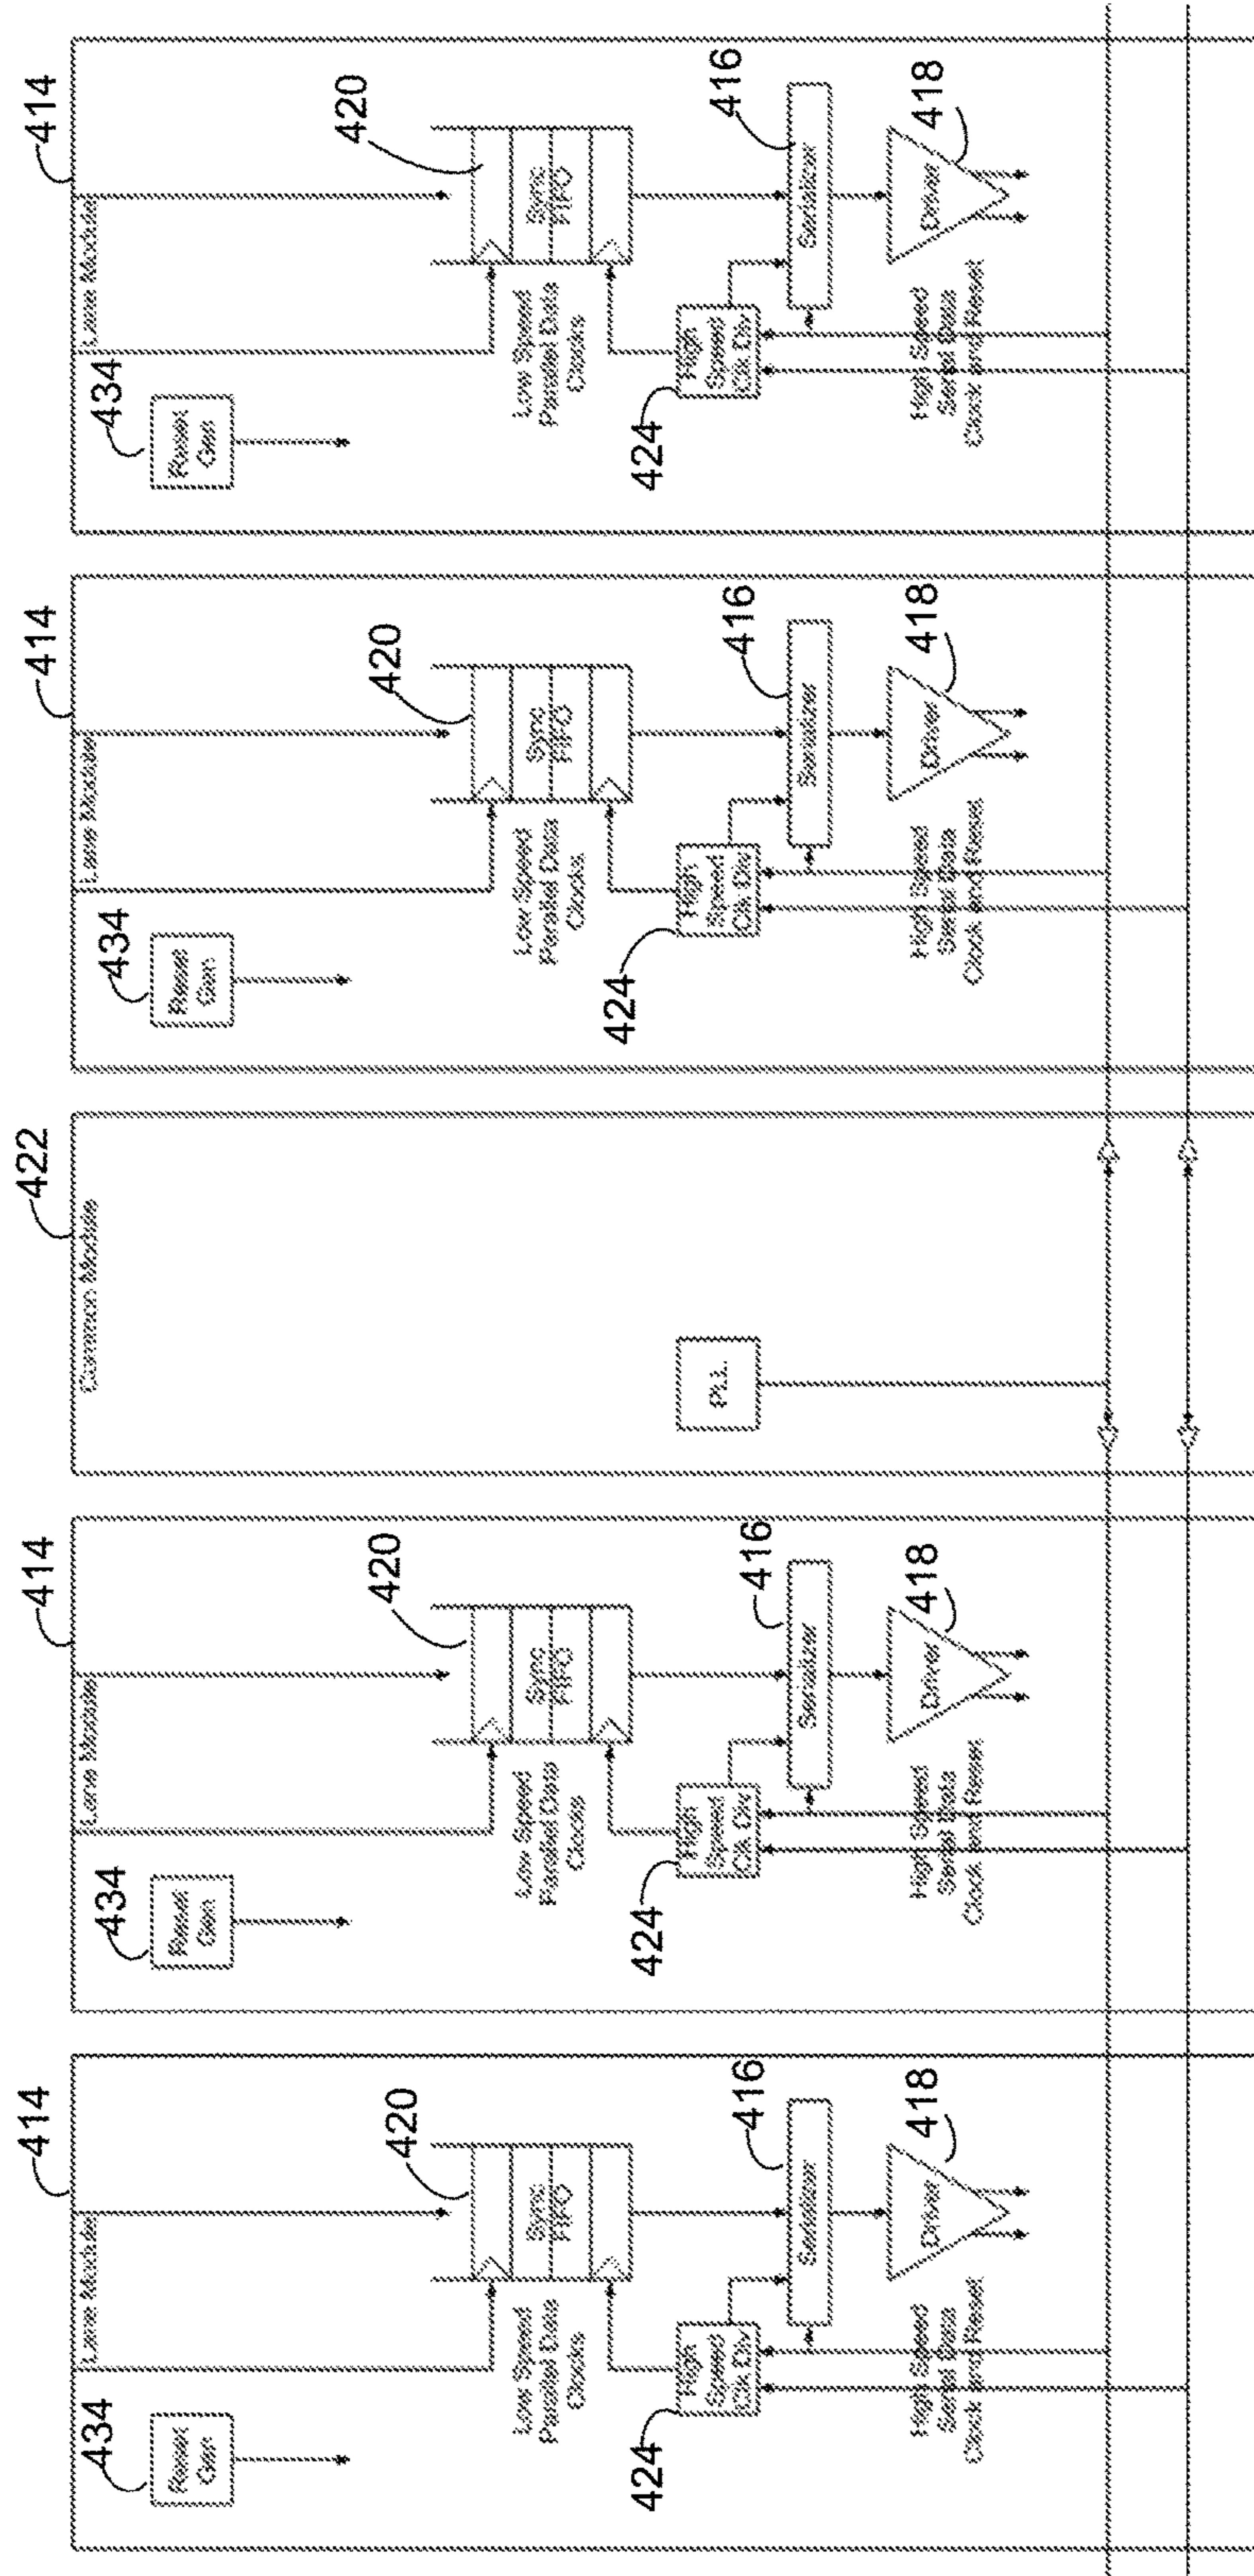 414
Lane Module
434
Reset
Gen
420
Sync
FIFO
Low Speed
Parallel Data
Clocks
424
High
Speed
Clk Div
416
Serializer
418
Driver
High Speed
Serial Data
Clock and Reset
414
Lane Module
434
Reset
Gen
420
Sync
FIFO
Low Speed
Parallel Data
Clocks
424
High
Speed
Clk Div
416
Serializer
418
Driver
High Speed
Serial Data
Clock and Reset
422
Common Module
PLL
414
Lane Module
434
Reset
Gen
420
Sync
FIFO
Low Speed
Parallel Data
Clocks
424
High
Speed
Clk Div
416
Serializer
418
Driver
High Speed
Serial Data
Clock and Reset
414
Lane Module
434
Reset
Gen
420
Sync
FIFO
Low Speed
Parallel Data
Clocks
424
High
Speed
Clk Div
416
Serializer
418
Driver
High Speed
Serial Data
Clock and Reset